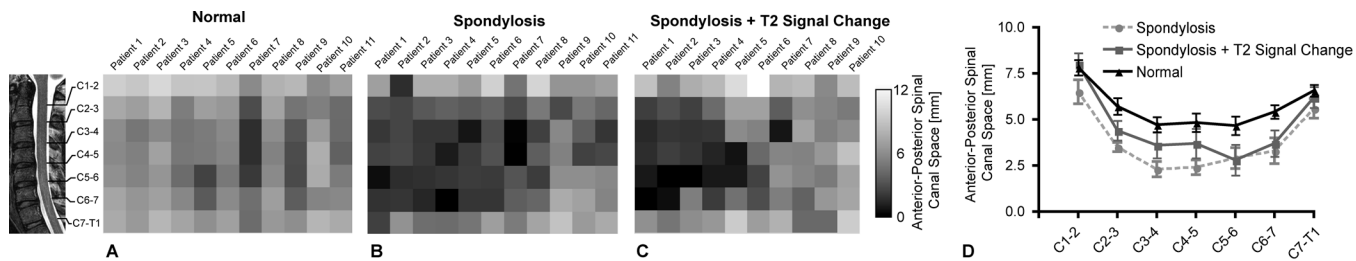 Normal
Patient 1
Patient 2
Patient 3
Patient 4
Patient 5
Patient 6
Patient 7
Patient 8
Patient 9
Patient 10
Patient 11
C1-2
C2-3
C3-4
C4-5
C5-6
C6-7
C7-T1
A
Spondylosis
Patient 1
Patient 2
Patient 3
Patient 4
Patient 5
Patient 6
Patient 7
Patient 8
Patient 9
Patient 10
Patient 11
B
Spondylosis + T2 Signal Change
Patient 1
Patient 2
Patient 3
Patient 4
Patient 5
Patient 6
Patient 7
Patient 8
Patient 9
Patient 10
C
12
0
Anterior-Posterior Spinal
Canal Space [mm]
D
Anterior-Posterior Spinal
Canal Space [mm]
10.0
7.5
5.0
2.5
0.0
Spondylosis
Spondylosis + T2 Signal Change
Normal
C1-2
C2-3
C3-4
C4-5
C5-6
C6-7
C7-T1